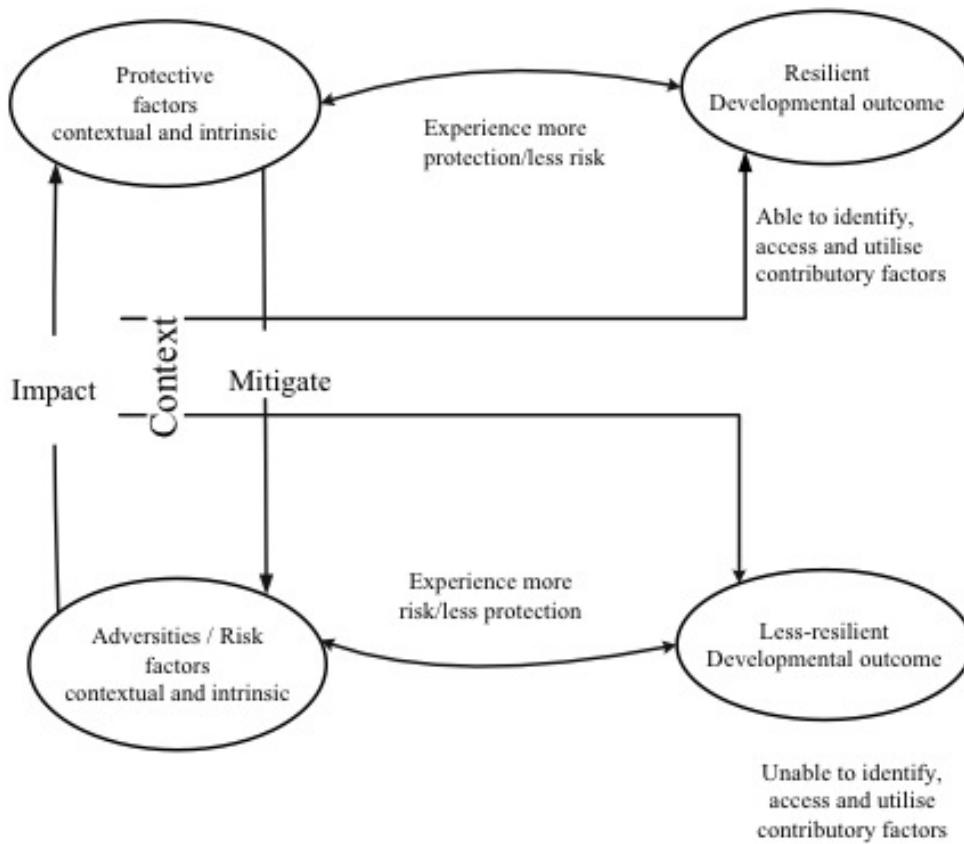 Protective
factors
contextual and intrinsic
Resilient
Developmental outcome
Experience more
protection/less risk
Able to identify,
access and utilise
contributory factors
Impact
Context
Mitigate
Experience more
risk/less protection
Adversities / Risk
factors
contextual and intrinsic
Less-resilient
Developmental outcome
Unable to identify,
access and utilise
contributory factors